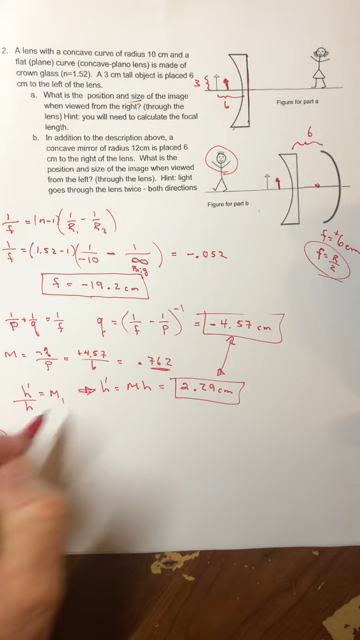 2. A lens with a concave curve of radius 10 cm and a
flat (plane) curve (concave-plano lens) is made of
crown glass (n=1.52). A 3 cm tall object is placed 6
cm to the left of the lens.
a. What is the position and size of the image
when viewed from the right? (through the
lens) Hint: you will need to calculate the focal
length.
b. In addition to the description above, a
concave mirror of radius 12cm is placed 6
cm to the right of the lens. What is the
position and size of the image when viewed
from the left? (through the lens). Hint: light
goes through the lens twice - both directions
3
6
Figure for part a
6
Figure for part b
f = +6cm
f = R/2
1/f = (n-1)(1/R1 - 1/R2)
1/f = (1.52-1)(1/-10 - 1/∞) = -.052
Big
f = -19.2cm
1/p + 1/q = 1/f
q = (1/f - 1/p)^-1 = -4.57 cm
M = -q/p = +4.57/6 = .762
h'/h = M1 ⇒ h' = Mh = 2.29cm